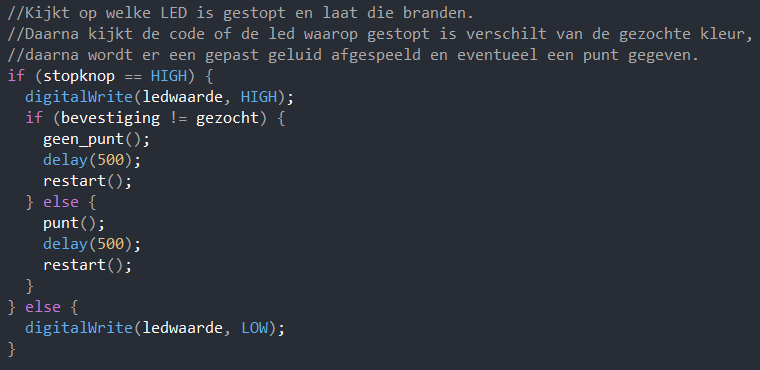 //Kijkt op welke LED is gestopt en laat die branden.
//Daarna kijkt de code of de led waarop gestopt is verschilt van de gezochte kleur,
//daarna wordt er een gepast geluid afgespeeld en eventueel een punt gegeven.
if (stopknop == HIGH) {
  digitalWrite(ledwaarde, HIGH);
  if (bevestiging != gezocht) {
    geen_punt();
    delay(500);
    restart();
  } else {
    punt();
    delay(500);
    restart();
  }
} else {
  digitalWrite(ledwaarde, LOW);
}